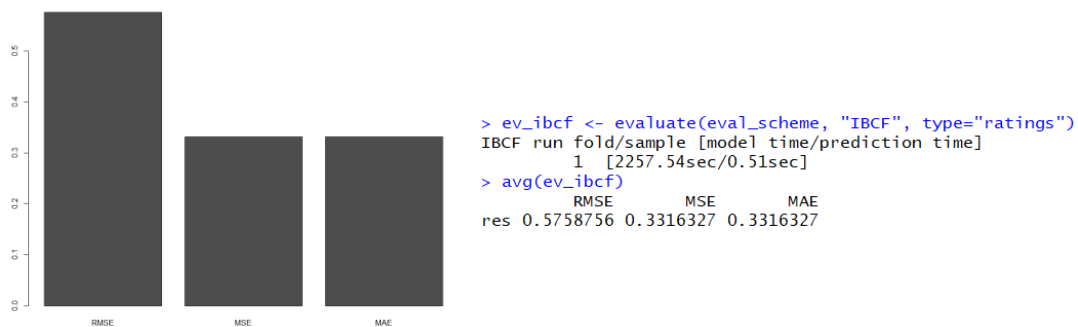 0.5
0.4
0.3
0.2
0.1
0.0
RMSE MSE MAE
> ev_ibcf <- evaluate(eval_scheme, "IBCF", type="ratings")
IBCF run fold/sample [model time/prediction time]
1 [2257.54sec/0.51sec]
> avg(ev_ibcf)
RMSE MSE MAE
res 0.5758756 0.3316327 0.3316327